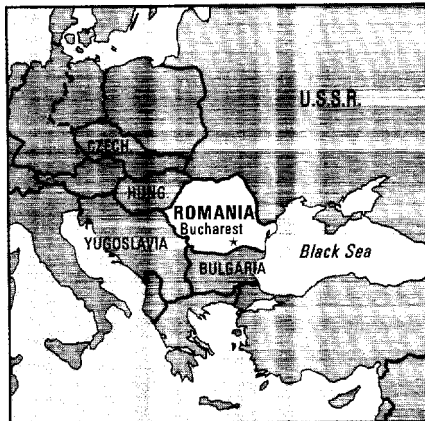 U.S.S.R.
CZECH
HUNG
ROMANIA
Bucharest
YUGOSLAVIA
Black Sea
BULGARIA